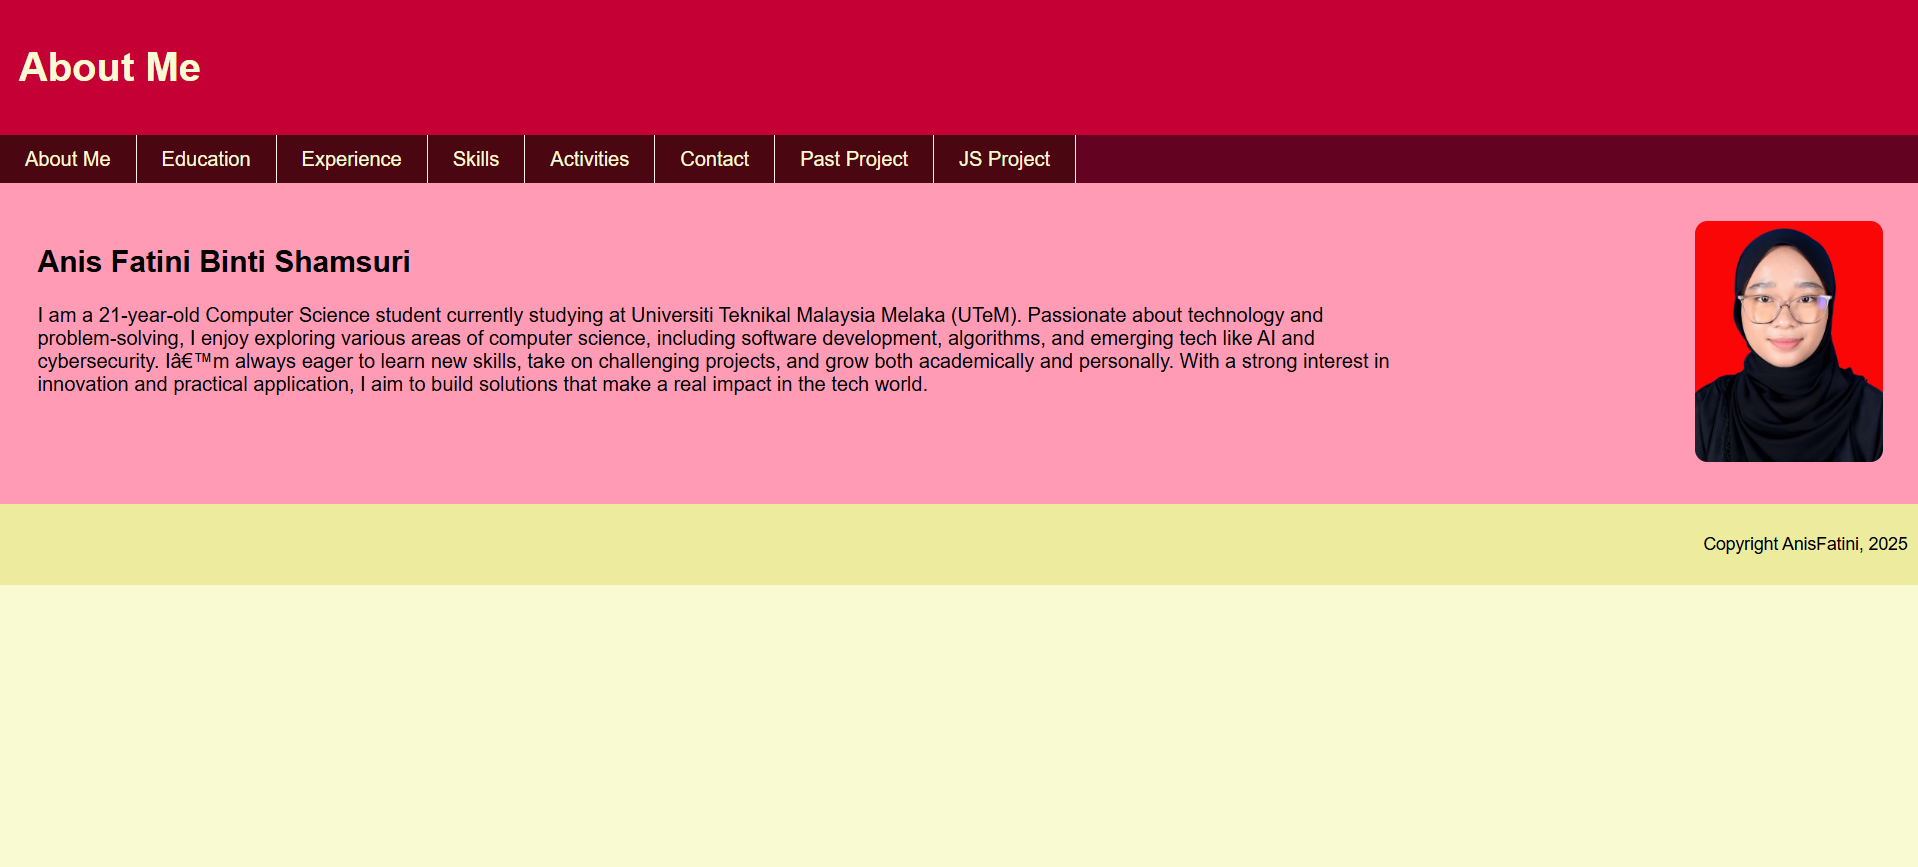 About Me
About Me Education Experience Skills Activities Contact Past Project JS Project
Anis Fatini Binti Shamsuri
I am a 21-year-old Computer Science student currently studying at Universiti Teknikal Malaysia Melaka (UTeM). Passionate about technology and
problem-solving, I enjoy exploring various areas of computer science, including software development, algorithms, and emerging tech like AI and
cybersecurity. Iâ€™m always eager to learn new skills, take on challenging projects, and grow both academically and personally. With a strong interest in
innovation and practical application, I aim to build solutions that make a real impact in the tech world.
Copyright AnisFatini, 2025